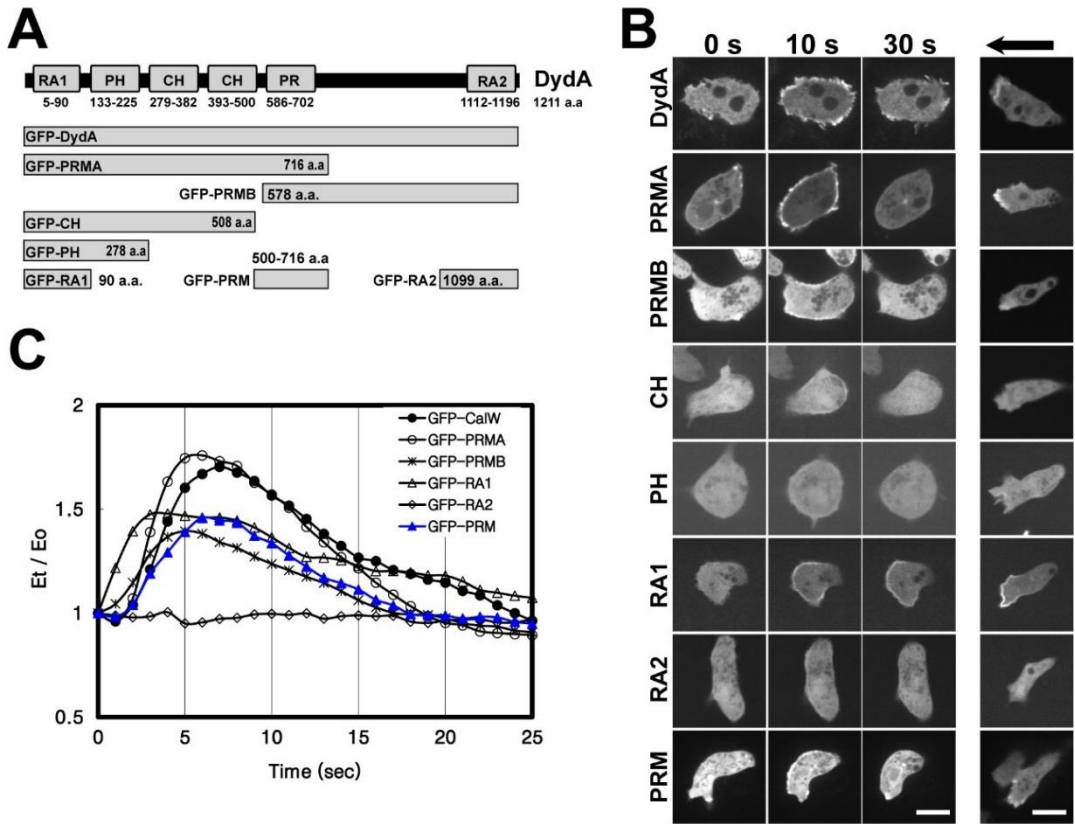 A
RA1 PH CH CH PR RA2 DydA
5-90 133-225 279-382 393-500 586-702 1112-1196 1211 a.a
GFP-DydA
GFP-PRMA 716 a.a
GFP-PRMB 578 a.a.
GFP-CH 508 a.a
GFP-PH 278 a.a
500-716 a.a
GFP-RA1 90 a.a. GFP-PRM GFP-RA2 1099 a.a.
B
0 s 10 s 30 s
DydA
PRMA
PRMB
CH
PH
RA1
RA2
PRM
C
2
1.5
1
0.5
Et / Eo
GFP-CalW
GFP-PRMA
GFP-PRMB
GFP-RA1
GFP-RA2
GFP-PRM
0 5 10 15 20 25
Time (sec)